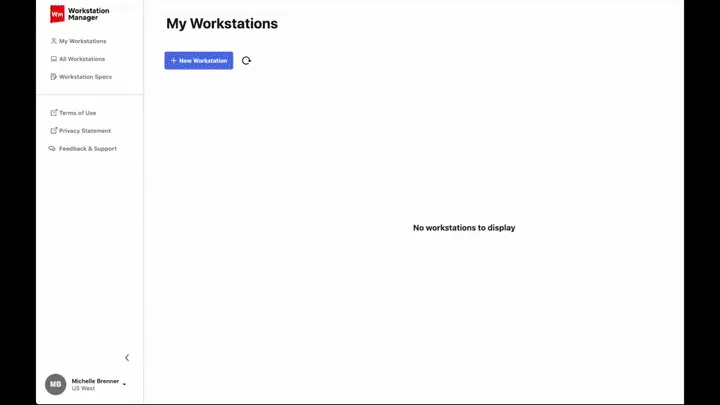 Wm Workstation
Manager
My Workstations
All Workstations
Workstation Specs
Terms of Use
Privacy Statement
Feedback & Support
MB Michelle Brenner
US West
My Workstations
+ New Workstation
No workstations to display